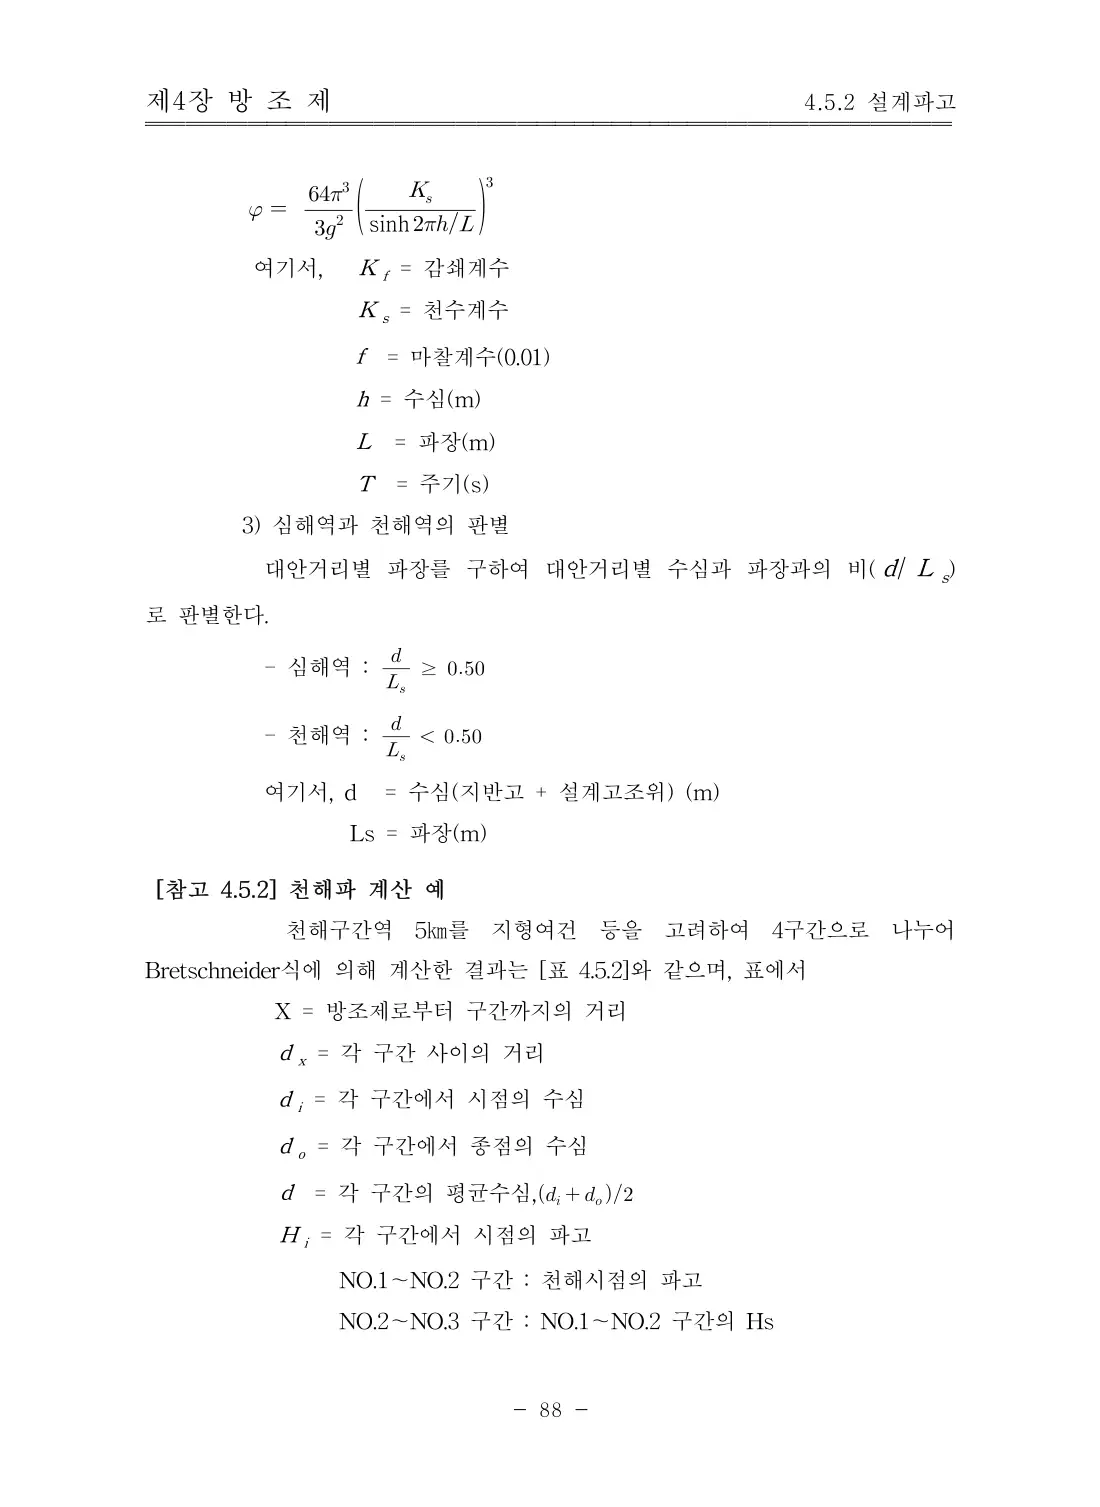 제4장 방 조 제
4.5.2 설계파고
φ = 64π³/3g² (K_s / sinh 2πh/L)³
여기서, K_f = 감쇄계수
K_s = 천수계수
f = 마찰계수(0.01)
h = 수심(m)
L = 파장(m)
T = 주기(s)
3) 심해역과 천해역의 판별
대안거리별 파장를 구하여 대안거리별 수심과 파장과의 비( d/ L_s)
로 판별한다.
- 심해역 : d/L_s ≥ 0.50
- 천해역 : d/L_s < 0.50
여기서, d = 수심(지반고 + 설계고조위) (m)
Ls = 파장(m)
[참고 4.5.2] 천해파 계산 예
천해구간역 5㎞를 지형여건 등을 고려하여 4구간으로 나누어
Bretschneider식에 의해 계산한 결과는 [표 4.5.2]와 같으며, 표에서
X = 방조제로부터 구간까지의 거리
d_x = 각 구간 사이의 거리
d_i = 각 구간에서 시점의 수심
d_o = 각 구간에서 종점의 수심
d = 각 구간의 평균수심,(d_i + d_o)/2
H_i = 각 구간에서 시점의 파고
NO.1～NO.2 구간 : 천해시점의 파고
NO.2～NO.3 구간 : NO.1～NO.2 구간의 Hs
- 88 -